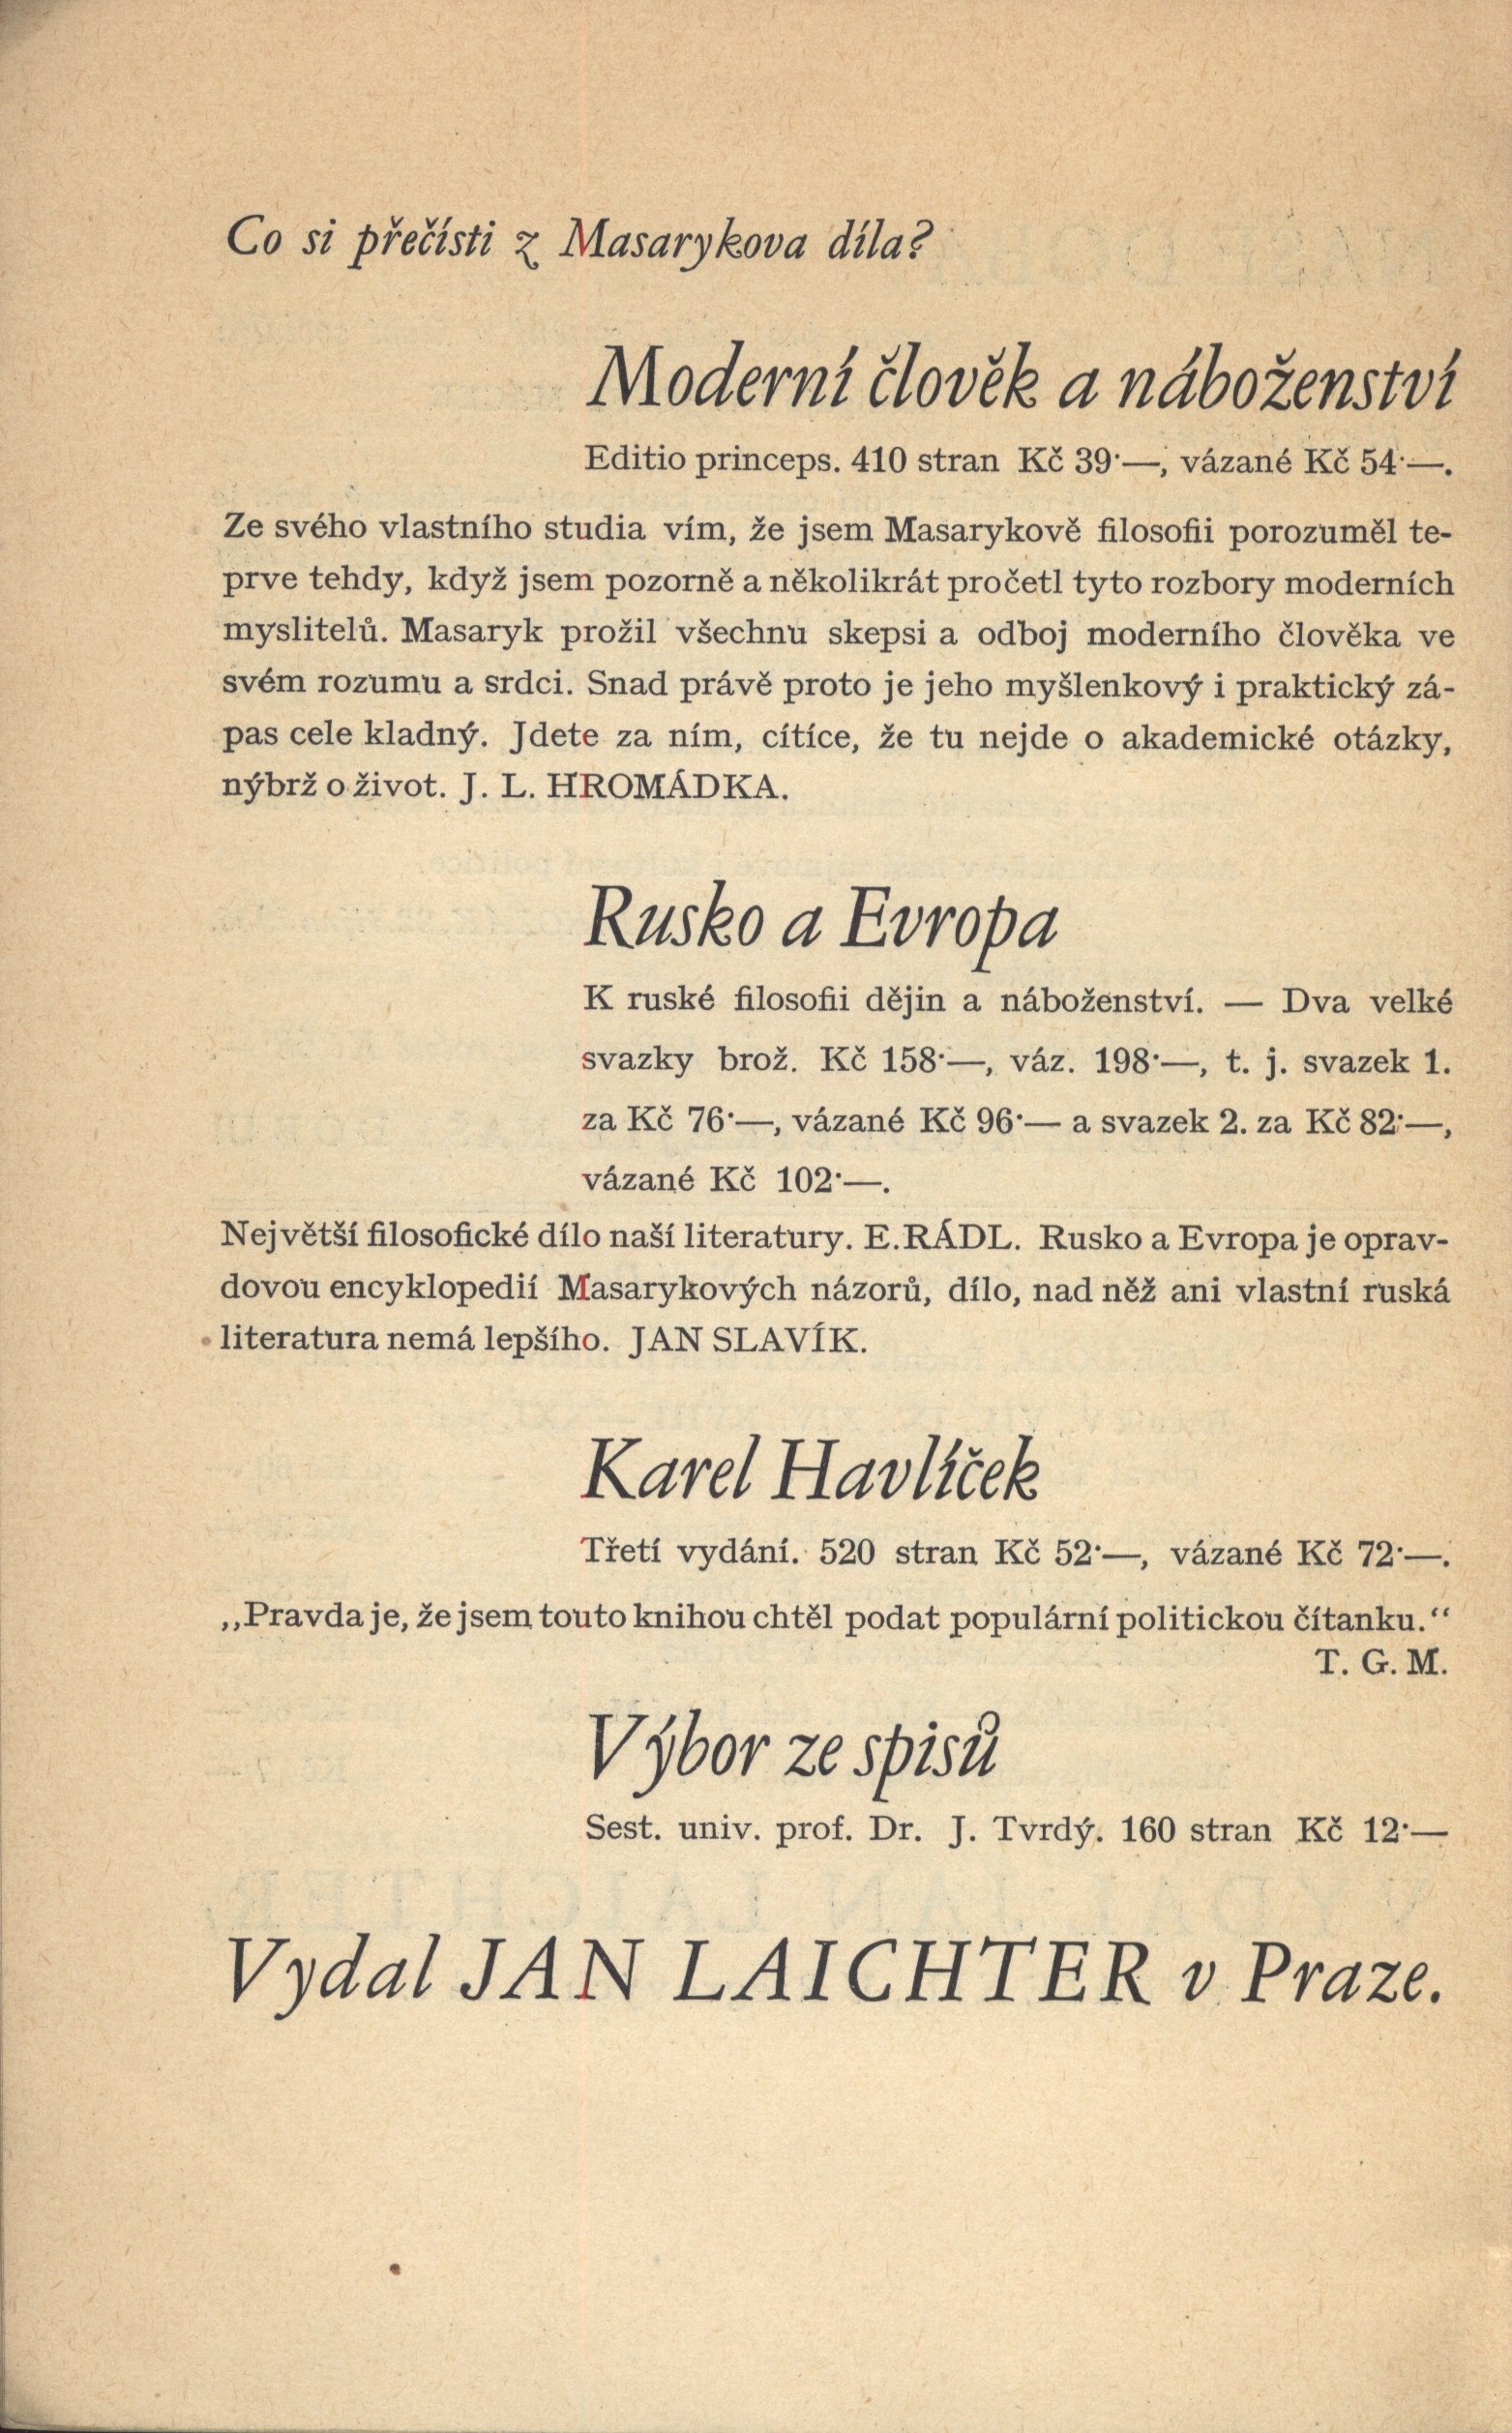 Co si přečísti z Masarykova díla?
Moderní člověk a náboženství
Editio princeps. 410 stran Kč 39·—, vázané Kč 54·—.
Ze svého vlastního studia vím, že jsem Masarykově filosofii porozuměl te-
prve tehdy, když jsem pozorně a několikrát pročetl tyto rozbory moderních
myslitelů. Masaryk prožil všechnu skepsi a odboj moderního člověka ve
svém rozumu a srdci. Snad právě proto je jeho myšlenkový i praktický zá-
pas cele kladný. Jdete za ním, cítíce, že tu nejde o akademické otázky,
nýbrž o život. J. L. HROMÁDKA.
Rusko a Evropa
K ruské filosofii dějin a náboženství. — Dva velké
svazky brož. Kč 158·—, váz. 198·—, t. j. svazek 1.
za Kč 76·—, vázané Kč 96·— a svazek 2. za Kč 82·—,
vázané Kč 102·—.
Největší filosofické dílo naší literatury. E. RÁDL. Rusko a Evropa je oprav-
dovou encyklopedií Masarykových názorů, dílo, nad něž ani vlastní ruská
literatura nemá lepšího. JAN SLAVÍK.
Karel Havlíček
Třetí vydání. 520 stran Kč 52·—, vázané Kč 72·—.
„Pravda je, že jsem touto knihou chtěl podat populární politickou čítanku.“
T. G. M.
Výbor ze spisů
Sest. univ. prof. Dr. J. Tvrdý. 160 stran Kč 12·—
Vydal JAN LAICHTER v Praze.